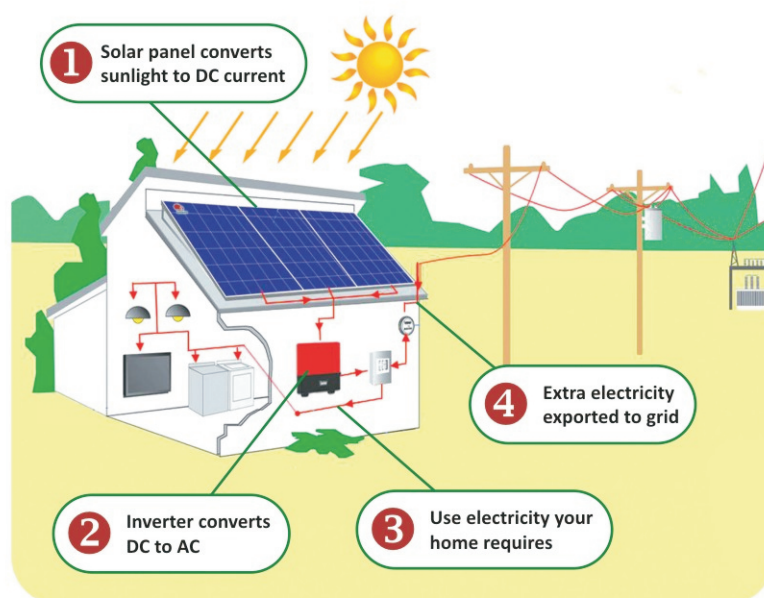 1
Solar panel converts
sunlight to DC current
2
Inverter converts
DC to AC
3
Use electricity your
home requires
4
Extra electricity
exported to grid